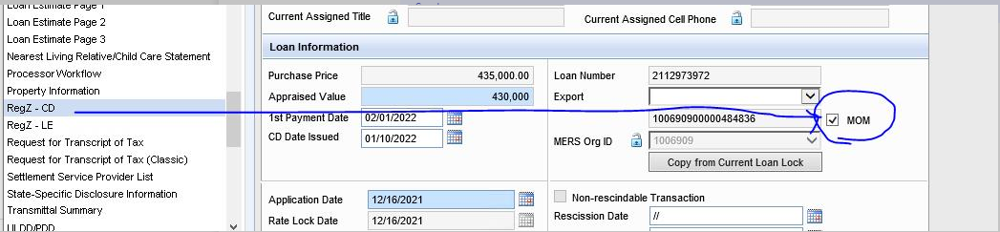 Loan Estimate Page 1
Loan Estimate Page 2
Loan Estimate Page 3
Nearest Living Relative/Child Care Statement
Processor Workflow
Property Information
RegZ - CD
RegZ - LE
Request for Transcript of Tax
Request for Transcript of Tax (Classic)
Settlement Service Provider List
State-Specific Disclosure Information
Transmittal Summary
ULDD/PDD
Current Assigned Title
Current Assigned Cell Phone
Loan Information
Purchase Price 435,000.00
Appraised Value 430,000
1st Payment Date 02/01/2022
CD Date Issued 01/10/2022
Loan Number 2112973972
Export
100690900000484836 MOM
MERS Org ID 1006909
Copy from Current Loan Lock
Application Date 12/16/2021
Rate Lock Date 12/16/2021
Non-rescindable Transaction
Rescission Date //